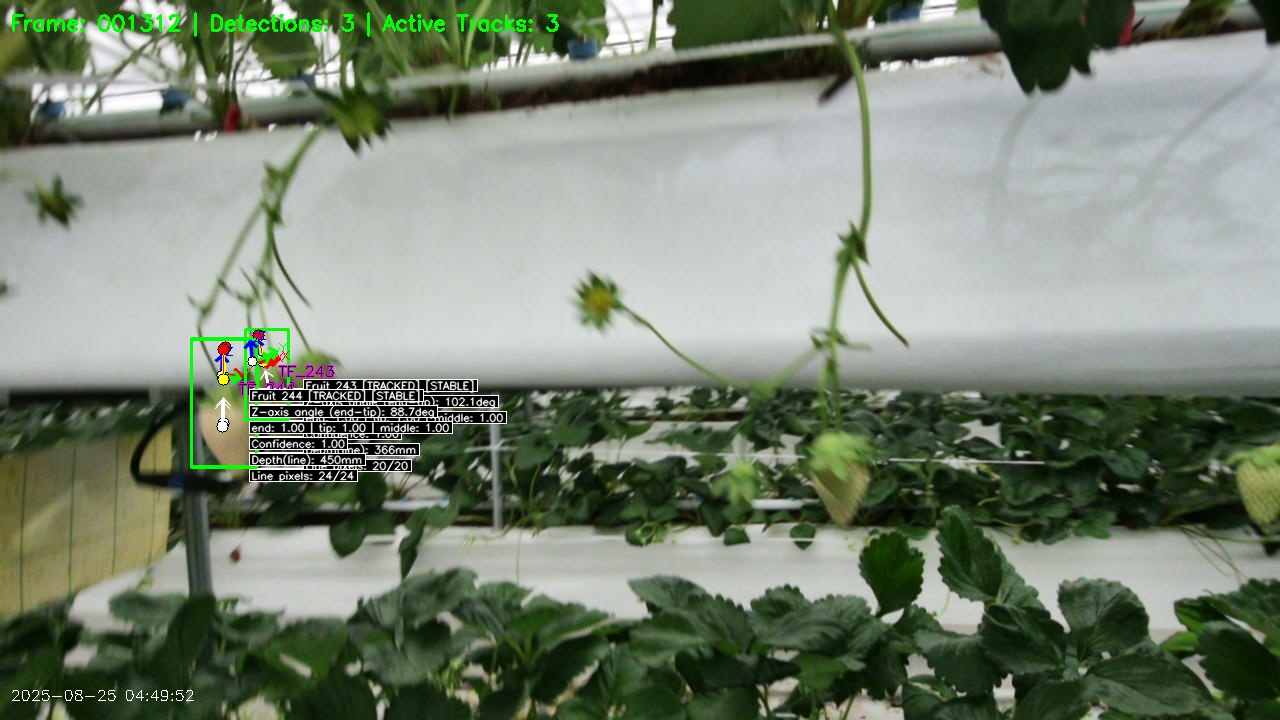 Frame: 001312 | Detections: 3 | Active Tracks: 3
TF_243
Fruit 243 [TRACKED] [STABLE]
Fruit 244 [TRACKED] [STABLE]
102.1deg
Z-axis angle (end-tip): 88.7deg
middle: 1.00
end: 1.00 | tip: 1.00 | middle: 1.00
Confidence: 1.00
366mm
Depth(line): 450mm
20/20
Line pixels: 24/24
2025-08-25 04:49:52